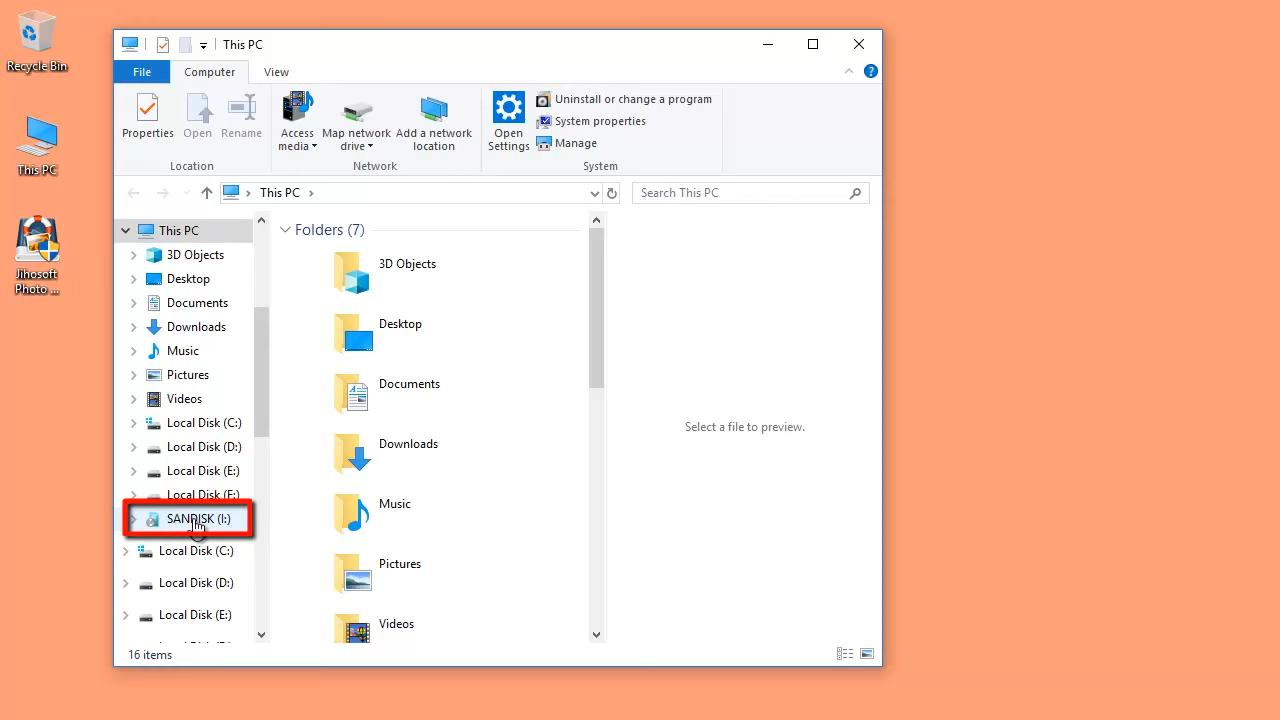 Recycle Bin
This PC
Jihosoft
Photo ...
This PC
File
Computer
View
Properties
Open
Rename
Location
Access
media
Map network
drive
Add a network
location
Network
Open
Settings
Uninstall or change a program
System properties
Manage
System
This PC
Search This PC
This PC
3D Objects
Desktop
Documents
Downloads
Music
Pictures
Videos
Local Disk (C:)
Local Disk (D:)
Local Disk (E:)
Local Disk (F:)
SANDISK (I:)
Local Disk (C:)
Local Disk (D:)
Local Disk (E:)
Folders (7)
3D Objects
Desktop
Documents
Downloads
Music
Pictures
Videos
Select a file to preview.
16 items